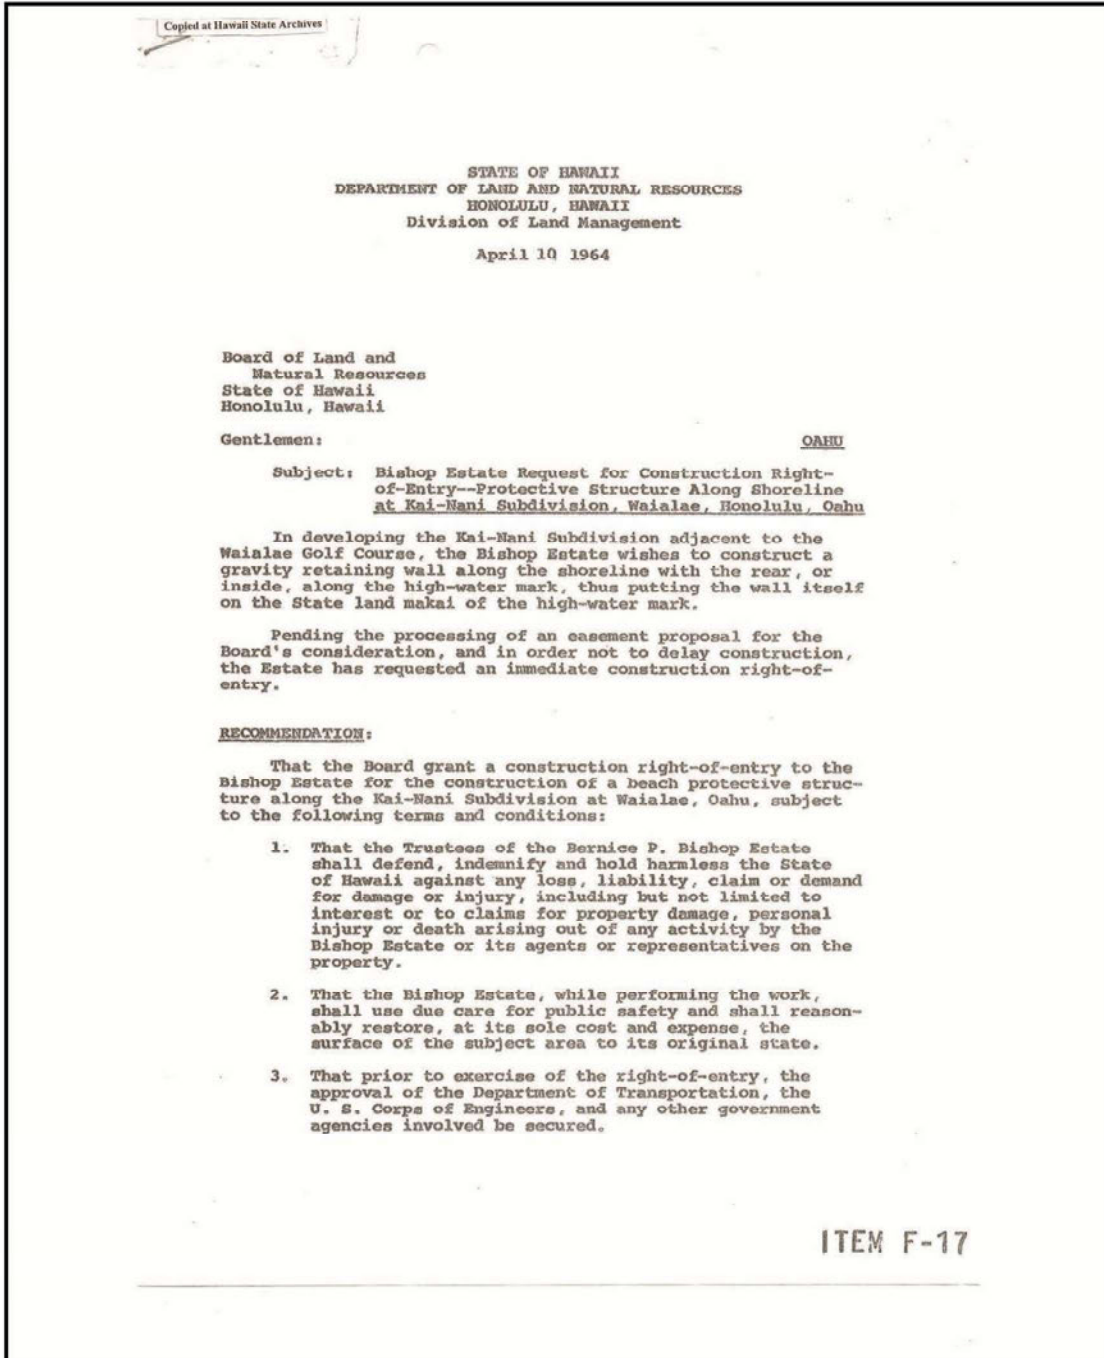 Copied at Hawaii State Archives
STATE OF HAWAII
DEPARTMENT OF LAND AND NATURAL RESOURCES
HONOLULU, HAWAII
Division of Land Management
April 10 1964
Board of Land and
Natural Resources
State of Hawaii
Honolulu, Hawaii
Gentlemen: OAHU
Subject: Bishop Estate Request for Construction Right-
of-Entry--Protective Structure Along Shoreline
at Kai-Nani Subdivision, Waialae, Honolulu, Oahu
In developing the Kai-Nani Subdivision adjacent to the
Waialae Golf Course, the Bishop Estate wishes to construct a
gravity retaining wall along the shoreline with the rear, or
inside, along the high-water mark, thus putting the wall itself
on the State land makai of the high-water mark.
Pending the processing of an easement proposal for the
Board's consideration, and in order not to delay construction,
the Estate has requested an immediate construction right-of-
entry.
RECOMMENDATION:
That the Board grant a construction right-of-entry to the
Bishop Estate for the construction of a beach protective struc-
ture along the Kai-Nani Subdivision at Waialae, Oahu, subject
to the following terms and conditions:
1. That the Trustees of the Bernice P. Bishop Estate
shall defend, indemnify and hold harmless the State
of Hawaii against any loss, liability, claim or demand
for damage or injury, including but not limited to
interest or to claims for property damage, personal
injury or death arising out of any activity by the
Bishop Estate or its agents or representatives on the
property.
2. That the Bishop Estate, while performing the work,
shall use due care for public safety and shall reason-
ably restore, at its sole cost and expense, the
surface of the subject area to its original state.
3. That prior to exercise of the right-of-entry, the
approval of the Department of Transportation, the
U. S. Corps of Engineers, and any other government
agencies involved be secured.
ITEM F-17